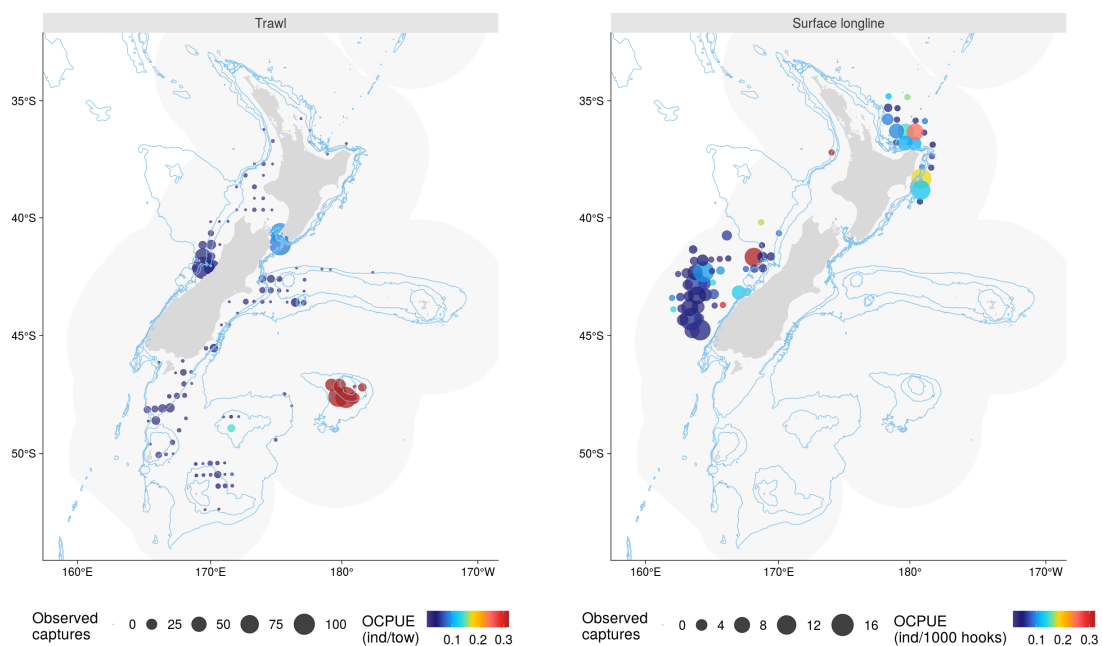 Trawl
35°S
40°S
45°S
50°S
160°E
170°E
180°
170°W
Observed captures
0
25
50
75
100
OCPUE (ind/tow)
0.1 0.2 0.3
Surface longline
35°S
40°S
45°S
50°S
160°E
170°E
180°
170°W
Observed captures
0
4
8
12
16
OCPUE (ind/1000 hooks)
0.1 0.2 0.3